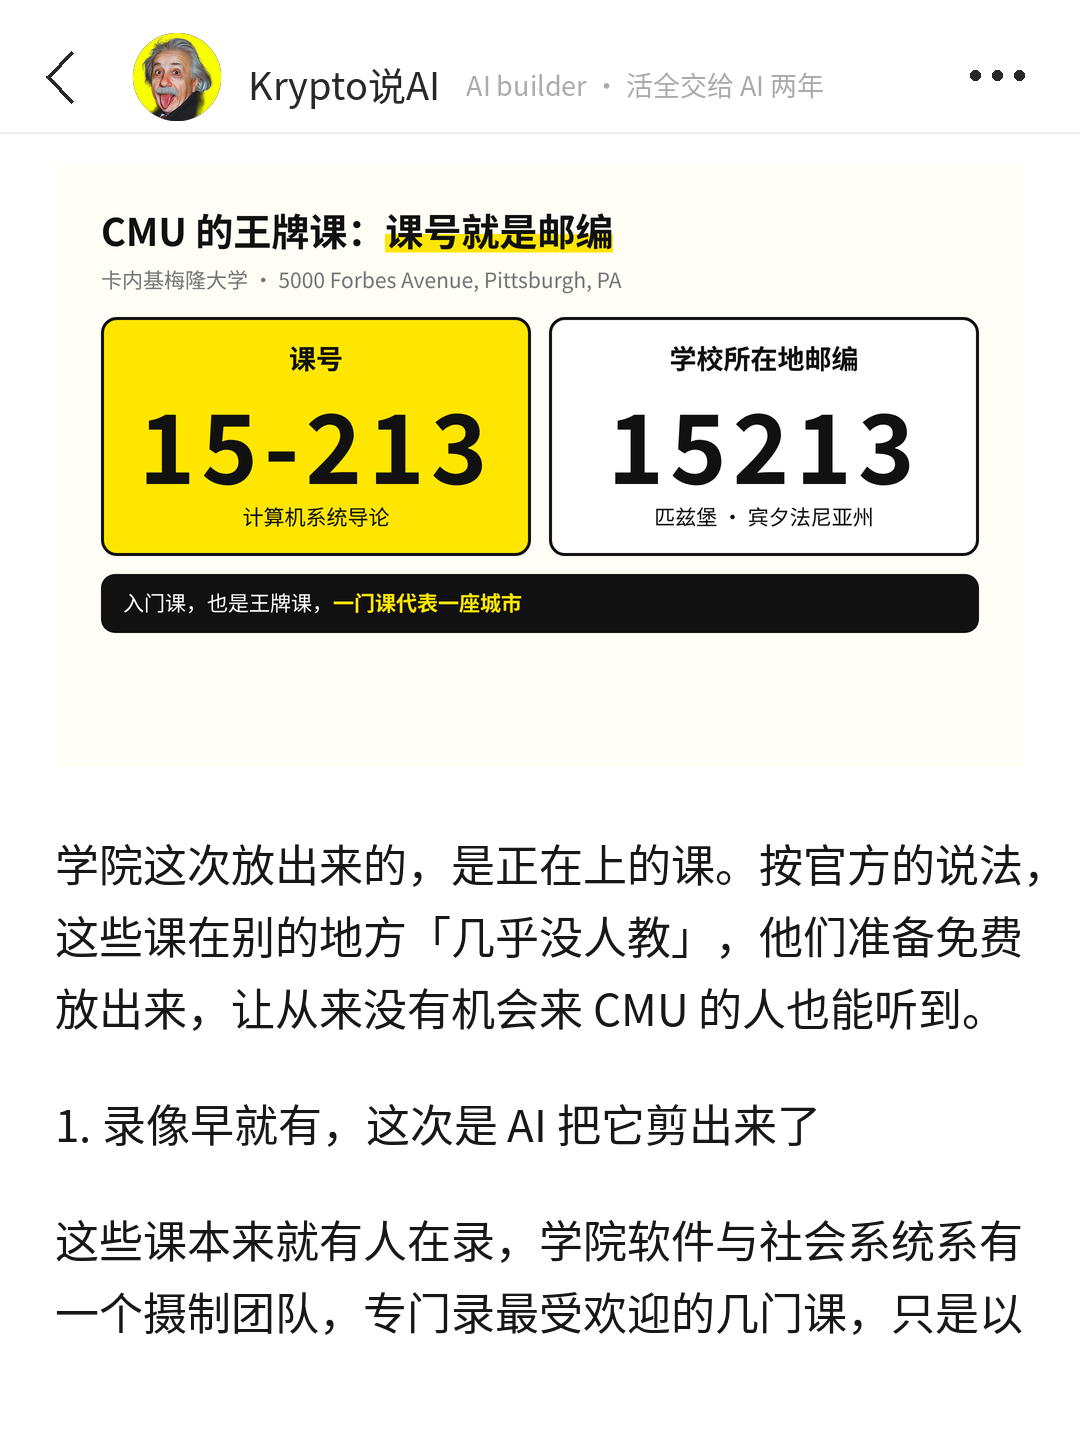 Krypto说AI AI builder · 活全交给 AI 两年
CMU 的王牌课：课号就是邮编
卡内基梅隆大学 · 5000 Forbes Avenue, Pittsburgh, PA
课号
15-213
计算机系统导论
学校所在地邮编
15213
匹兹堡 · 宾夕法尼亚州
入门课，也是王牌课，一门课代表一座城市
学院这次放出来的，是正在上的课。按官方的说法，
这些课在别的地方「几乎没人教」，他们准备免费
放出来，让从来没有机会来 CMU 的人也能听到。
1. 录像早就有，这次是 AI 把它剪出来了
这些课本来就有人在录，学院软件与社会系统系有
一个摄制团队，专门录最受欢迎的几门课，只是以